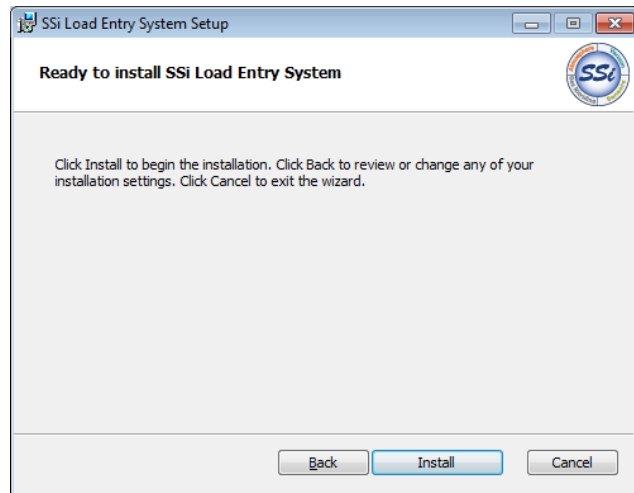 SSi Load Entry System Setup
Ready to install SSi Load Entry System
SSi
Click Install to begin the installation. Click Back to review or change any of your
installation settings. Click Cancel to exit the wizard.
Back
Install
Cancel